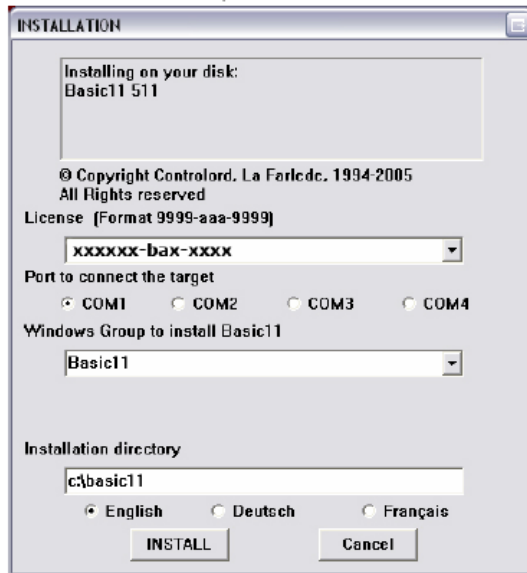 INSTALLATION
Installing on your disk:
Basic11 511
© Copyright Controlord, La Farlede, 1994-2005
All Rights reserved
License (Format 9999-aaa-9999)
xxxxxx-bax-xxxx
Port to connect the target
COM1 COM2 COM3 COM4
Windows Group to install Basic11
Basic11
Installation directory
c:\basic11
English Deutsch Français
INSTALL Cancel